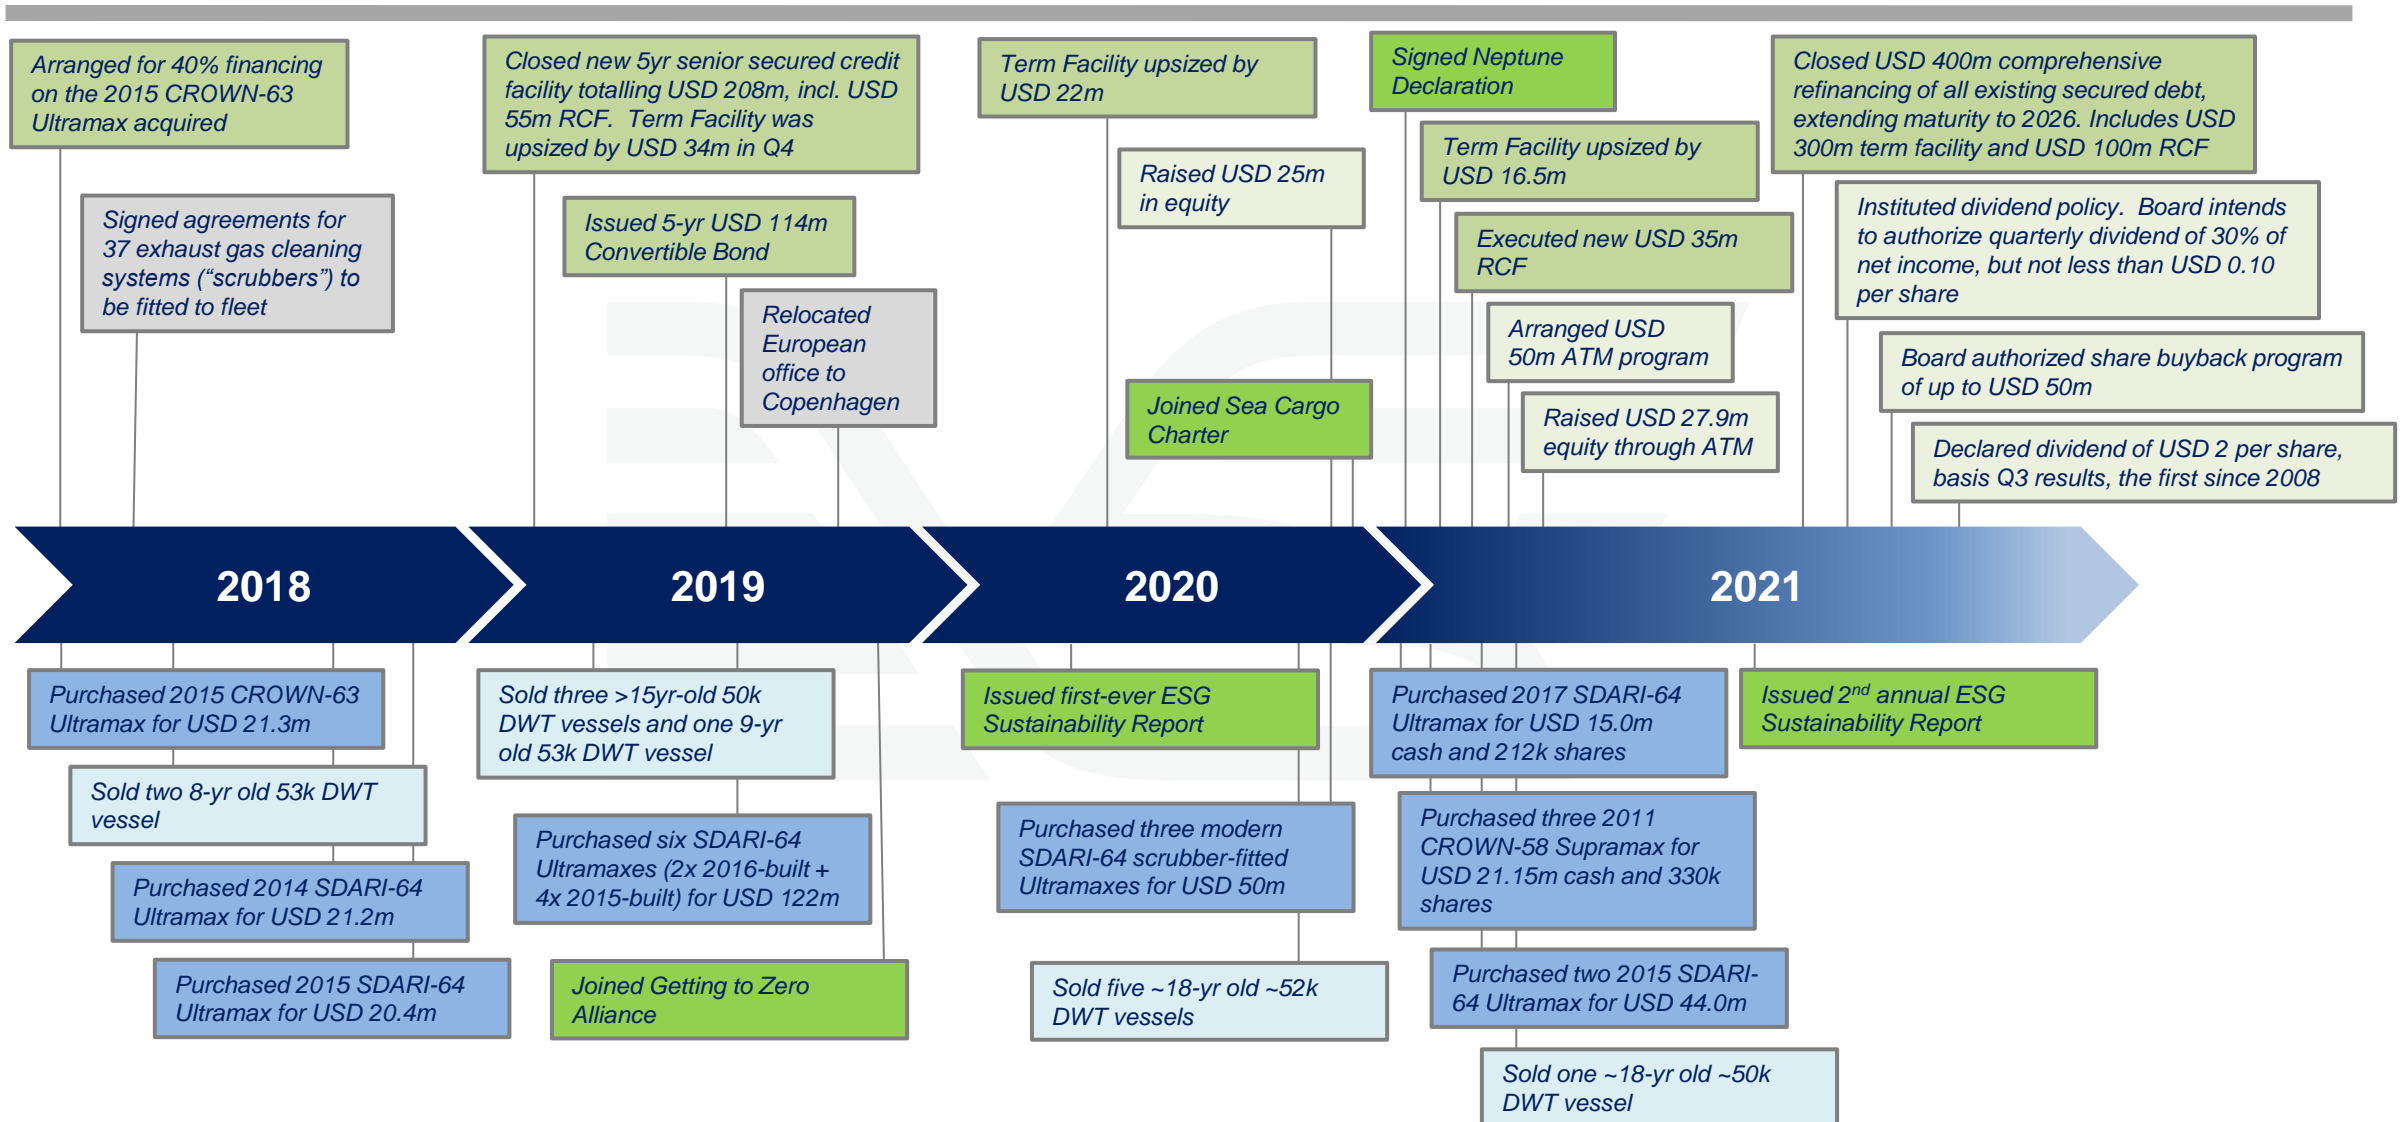 Arranged for 40% financing
on the 2015 CROWN-63
Ultramax acquired
Signed agreements for
37 exhaust gas cleaning
systems (“scrubbers”) to
be fitted to fleet
Closed new 5yr senior secured credit
facility totalling USD 208m, incl. USD
55m RCF.  Term Facility was
upsized by USD 34m in Q4
Issued 5-yr USD 114m
Convertible Bond
Relocated
European
office to
Copenhagen
Term Facility upsized by
USD 22m
Raised USD 25m
in equity
Joined Sea Cargo
Charter
Signed Neptune
Declaration
Term Facility upsized by
USD 16.5m
Executed new USD 35m
RCF
Arranged USD
50m ATM program
Raised USD 27.9m
equity through ATM
Closed USD 400m comprehensive
refinancing of all existing secured debt,
extending maturity to 2026. Includes USD
300m term facility and USD 100m RCF
Instituted dividend policy.  Board intends
to authorize quarterly dividend of 30% of
net income, but not less than USD 0.10
per share
Board authorized share buyback program
of up to USD 50m
Declared dividend of USD 2 per share,
basis Q3 results, the first since 2008
2018
2019
2020
2021
Purchased 2015 CROWN-63
Ultramax for USD 21.3m
Sold two 8-yr old 53k DWT
vessel
Purchased 2014 SDARI-64
Ultramax for USD 21.2m
Purchased 2015 SDARI-64
Ultramax for USD 20.4m
Sold three >15yr-old 50k
DWT vessels and one 9-yr
old 53k DWT vessel
Purchased six SDARI-64
Ultramaxes (2x 2016-built +
4x 2015-built) for USD 122m
Joined Getting to Zero
Alliance
Issued first-ever ESG
Sustainability Report
Purchased three modern
SDARI-64 scrubber-fitted
Ultramaxes for USD 50m
Sold five ~18-yr old ~52k
DWT vessels
Purchased 2017 SDARI-64
Ultramax for USD 15.0m
cash and 212k shares
Purchased three 2011
CROWN-58 Supramax for
USD 21.15m cash and 330k
shares
Purchased two 2015 SDARI-
64 Ultramax for USD 44.0m
Sold one ~18-yr old ~50k
DWT vessel
Issued 2nd annual ESG
Sustainability Report